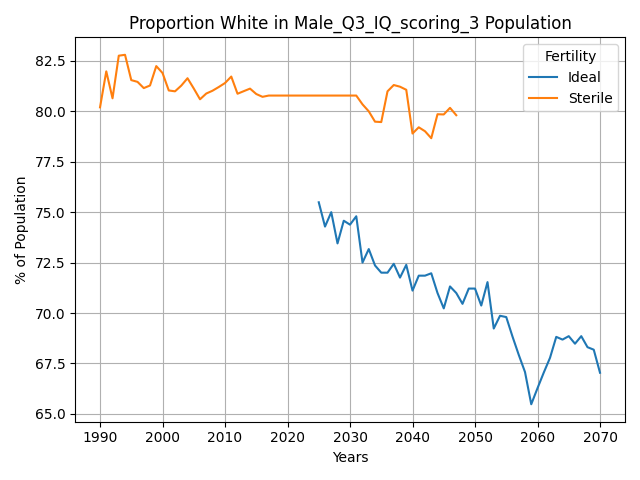 Proportion White in Male_Q3_IQ_scoring_3 Population
Fertility
Ideal
Sterile
% of Population
82.5
80.0
77.5
75.0
72.5
70.0
67.5
65.0
1990 2000 2010 2020 2030 2040 2050 2060 2070
Years